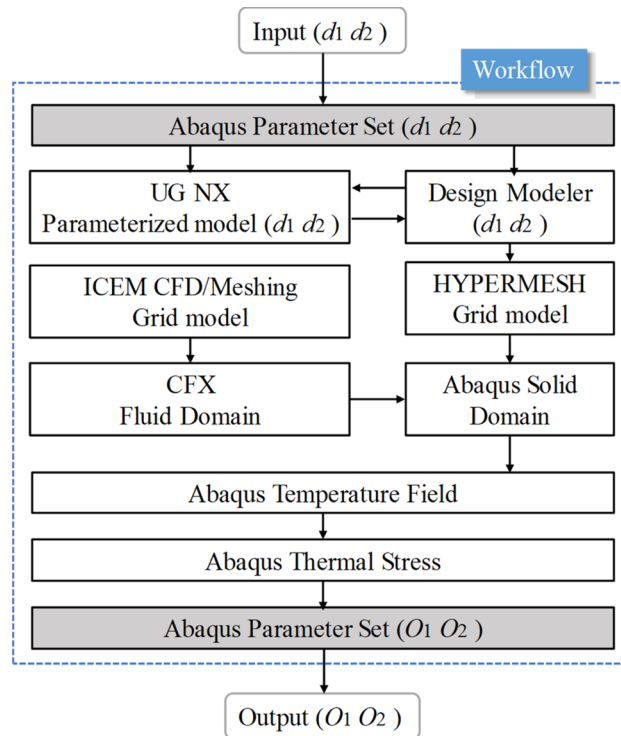 Input (d1 d2)
Workflow
Abaqus Parameter Set (d1 d2)
UG NX
Parameterized model (d1 d2)
Design Modeler
(d1 d2)
ICEM CFD/Meshing
Grid model
HYPERMESH
Grid model
CFX
Fluid Domain
Abaqus Solid
Domain
Abaqus Temperature Field
Abaqus Thermal Stress
Abaqus Parameter Set (O1 O2)
Output (O1 O2)